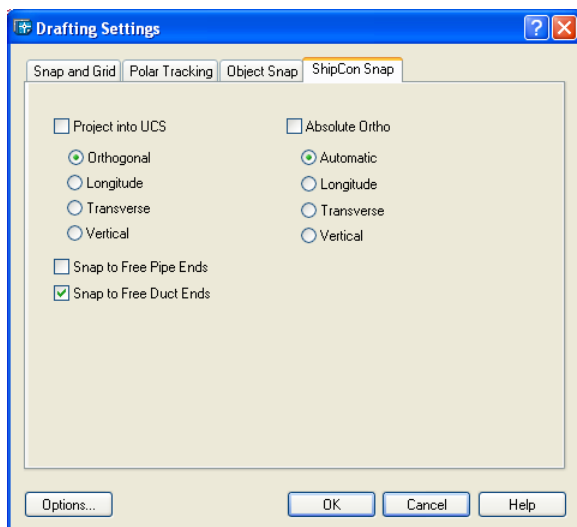 Drafting Settings
Snap and Grid Polar Tracking Object Snap ShipCon Snap
Project into UCS Absolute Ortho
Orthogonal Automatic
Longitude Longitude
Transverse Transverse
Vertical Vertical
Snap to Free Pipe Ends
Snap to Free Duct Ends
Options... OK Cancel Help